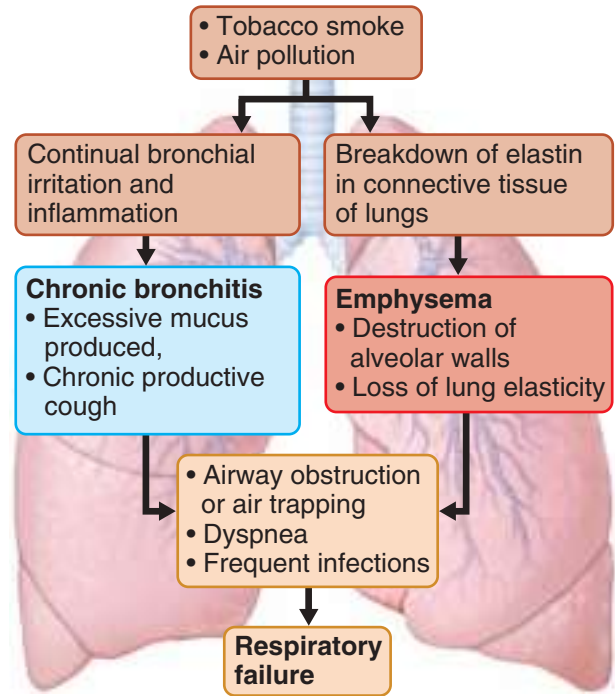 • Tobacco smoke
• Air pollution
Continual bronchial
irritation and
inflammation
Breakdown of elastin
in connective tissue
of lungs
Chronic bronchitis
• Excessive mucus
produced,
• Chronic productive
cough
Emphysema
• Destruction of
alveolar walls
• Loss of lung elasticity
• Airway obstruction
or air trapping
• Dyspnea
• Frequent infections
Respiratory
failure